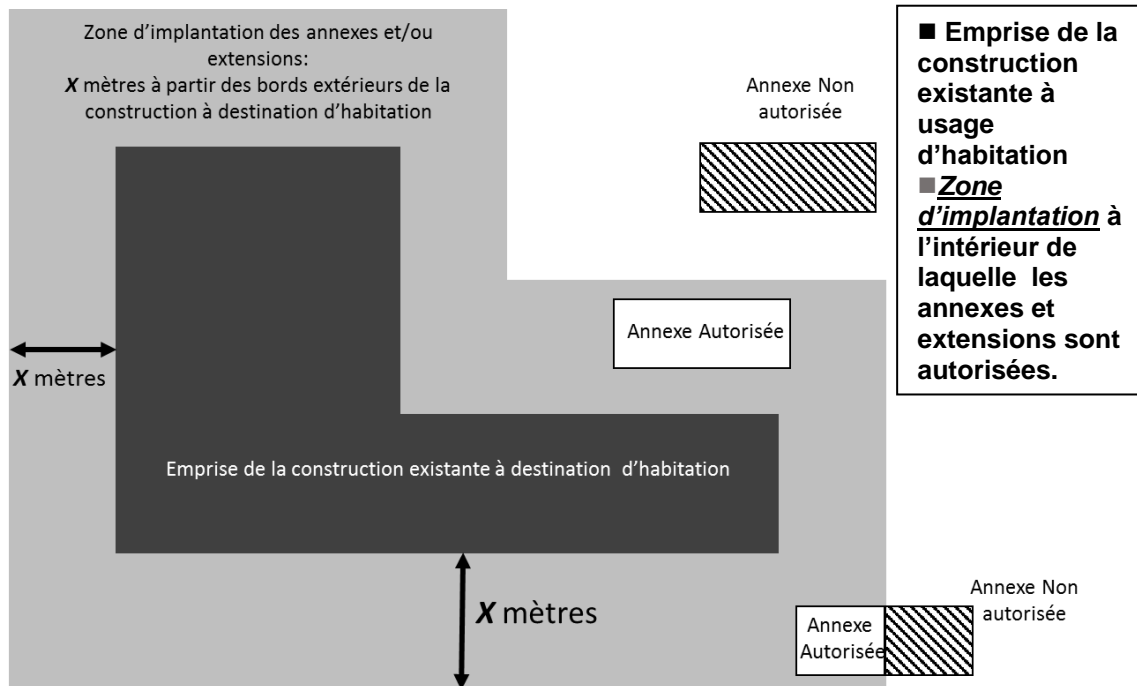 Zone d’implantation des annexes et/ou
extensions:
X mètres à partir des bords extérieurs de la
construction à destination d’habitation
Annexe Non
autorisée
■ Emprise de la
construction
existante à
usage
d’habitation
■Zone
d’implantation à
l’intérieur de
laquelle les
annexes et
extensions sont
autorisées.
Annexe Autorisée
X mètres
Emprise de la construction existante à destination d’habitation
X mètres
Annexe Non
autorisée
Annexe
Autorisée